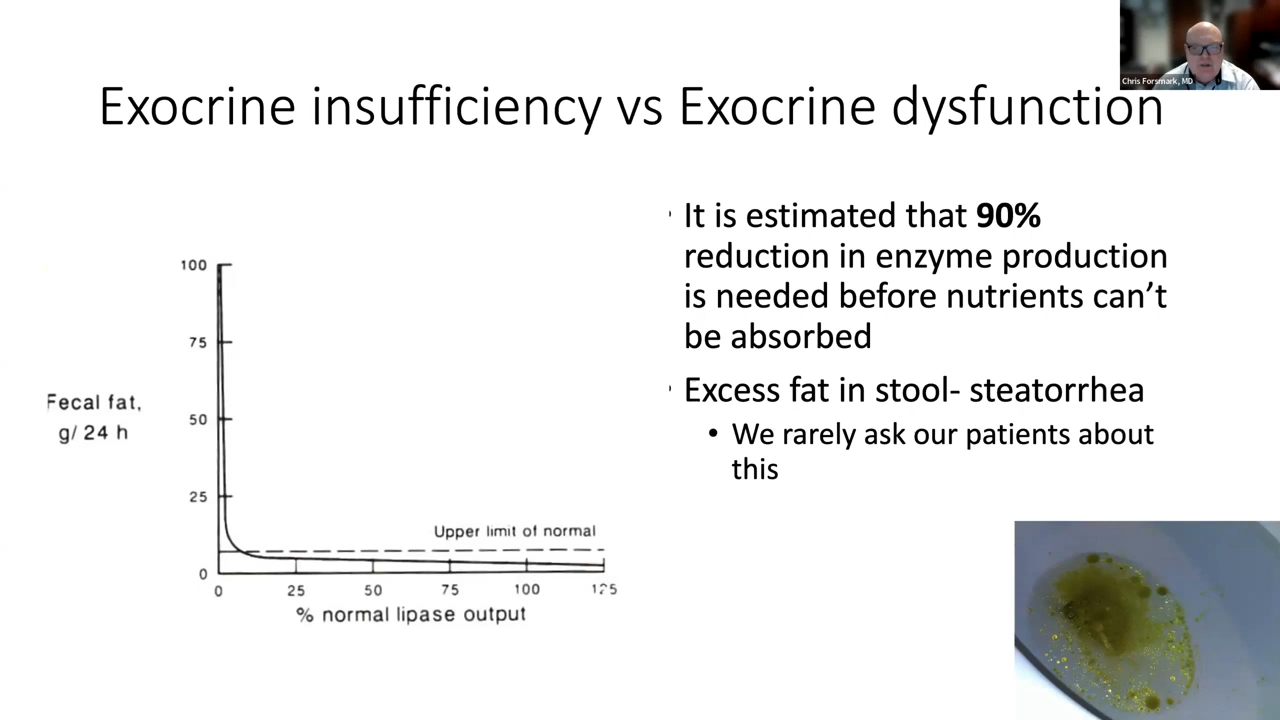 Chris Forsmark, MD
Exocrine insufficiency vs Exocrine dysfunction
100
75
50
25
0
Fecal fat,
g/ 24 h
Upper limit of normal
0 25 50 75 100
% normal lipase output
It is estimated that 90%
reduction in enzyme production
is needed before nutrients can’t
be absorbed
Excess fat in stool- steatorrhea
• We rarely ask our patients about
this